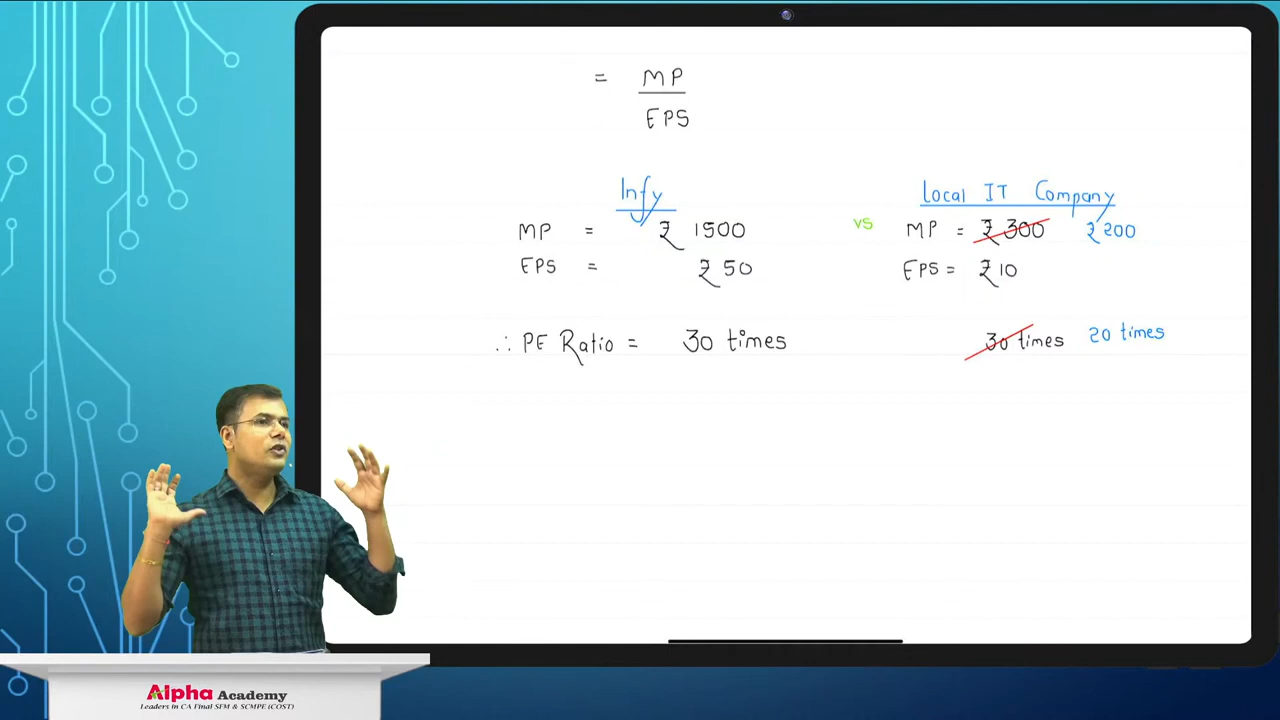 = MP
EPS
Infy
MP = ₹ 1500
EPS = ₹ 50
∴ PE Ratio = 30 times
vs
Local IT Company
MP = ₹ 300 ₹ 200
EPS = ₹ 10
30 times 20 times
Alpha Academy
Leaders in CA Final SFM & SCMPE (COST)